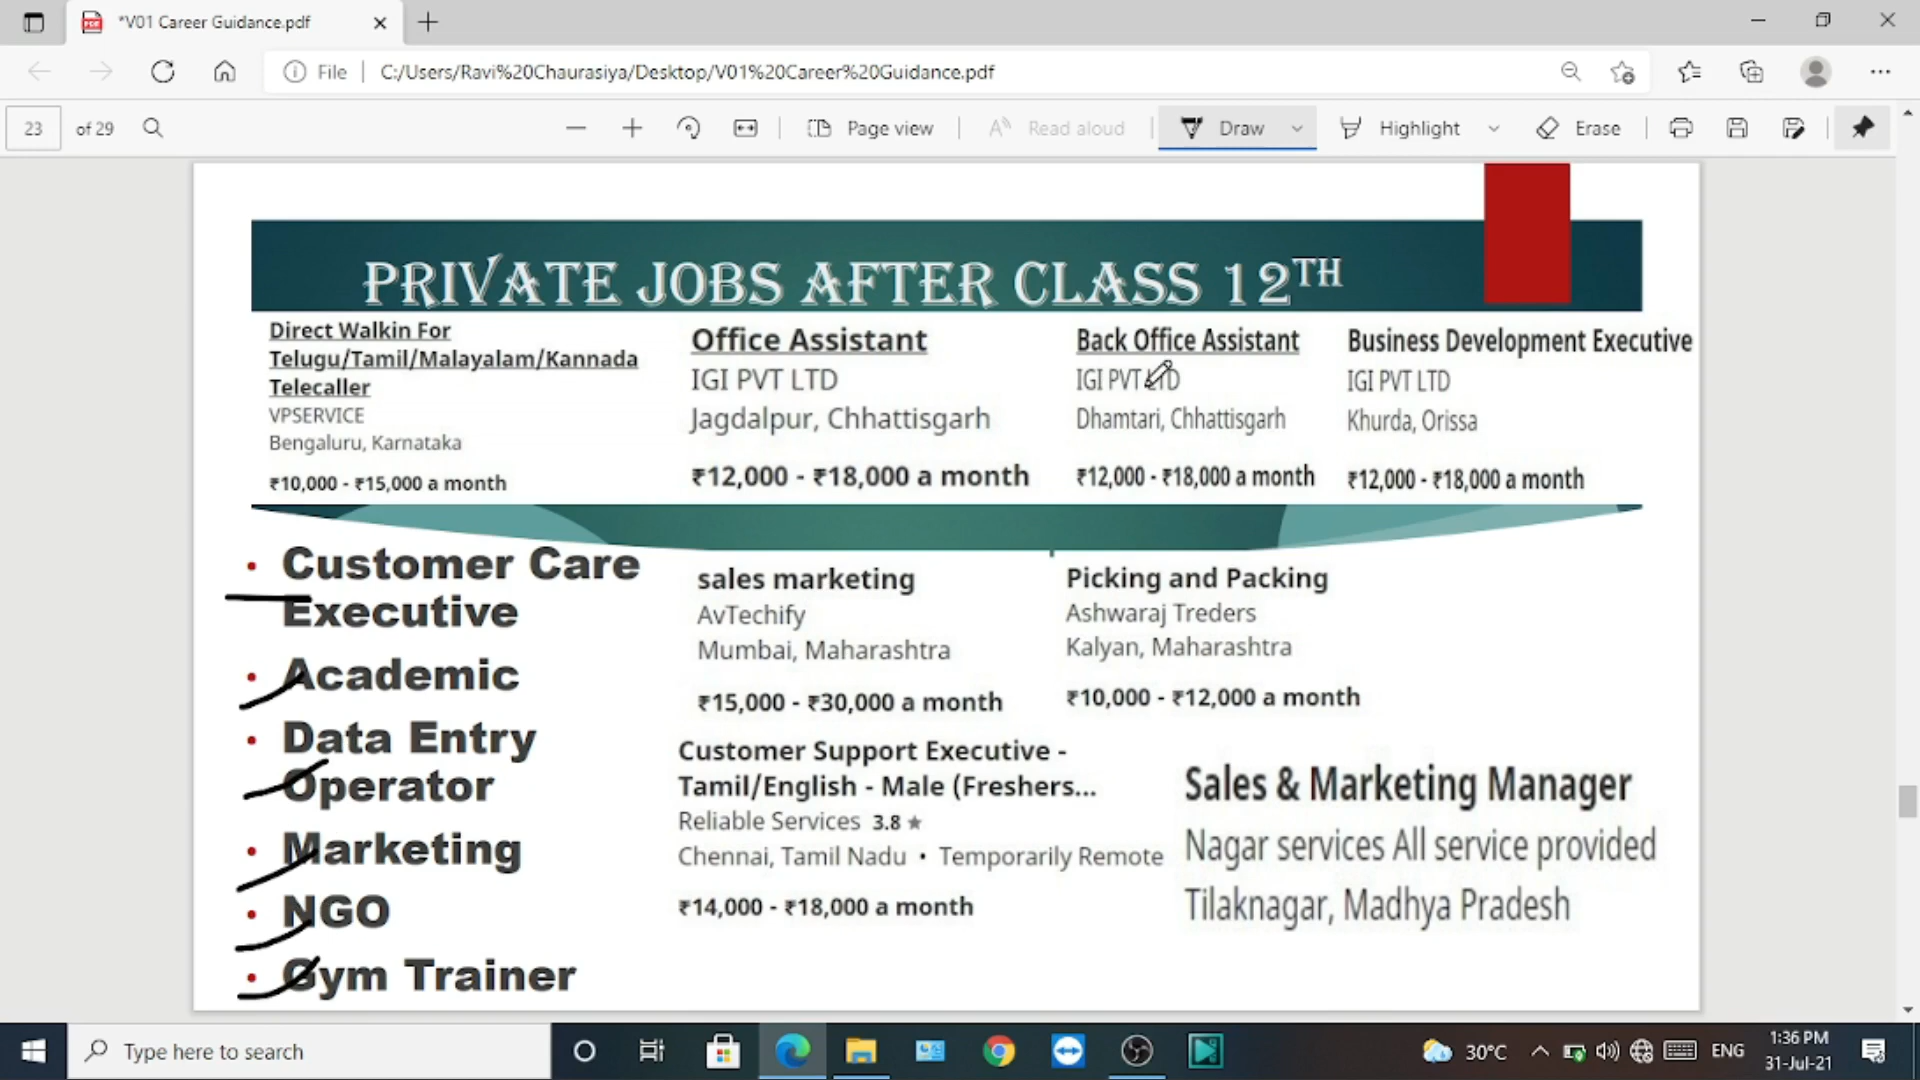 *V01 Career Guidance.pdf
File
C:/Users/Ravi%20Chaurasiya/Desktop/V01%20Career%20Guidance.pdf
23 of 29
Page view
Read aloud
Draw
Highlight
Erase
PRIVATE JOBS AFTER CLASS 12TH
Direct Walkin For
Telugu/Tamil/Malayalam/Kannada
Telecaller
VPSERVICE
Bengaluru, Karnataka
₹10,000 - ₹15,000 a month
Office Assistant
IGI PVT LTD
Jagdalpur, Chhattisgarh
₹12,000 - ₹18,000 a month
Back Office Assistant
IGI PVT LTD
Dhamtari, Chhattisgarh
₹12,000 - ₹18,000 a month
Business Development Executive
IGI PVT LTD
Khurda, Orissa
₹12,000 - ₹18,000 a month
• Customer Care
Executive
• Academic
• Data Entry
Operator
• Marketing
• NGO
• Gym Trainer
sales marketing
AvTechify
Mumbai, Maharashtra
₹15,000 - ₹30,000 a month
Picking and Packing
Ashwaraj Treders
Kalyan, Maharashtra
₹10,000 - ₹12,000 a month
Customer Support Executive -
Tamil/English - Male (Freshers...
Reliable Services 3.8 ★
Chennai, Tamil Nadu • Temporarily Remote
₹14,000 - ₹18,000 a month
Sales & Marketing Manager
Nagar services All service provided
Tilaknagar, Madhya Pradesh
Type here to search
30°C
ENG
1:36 PM
31-Jul-21